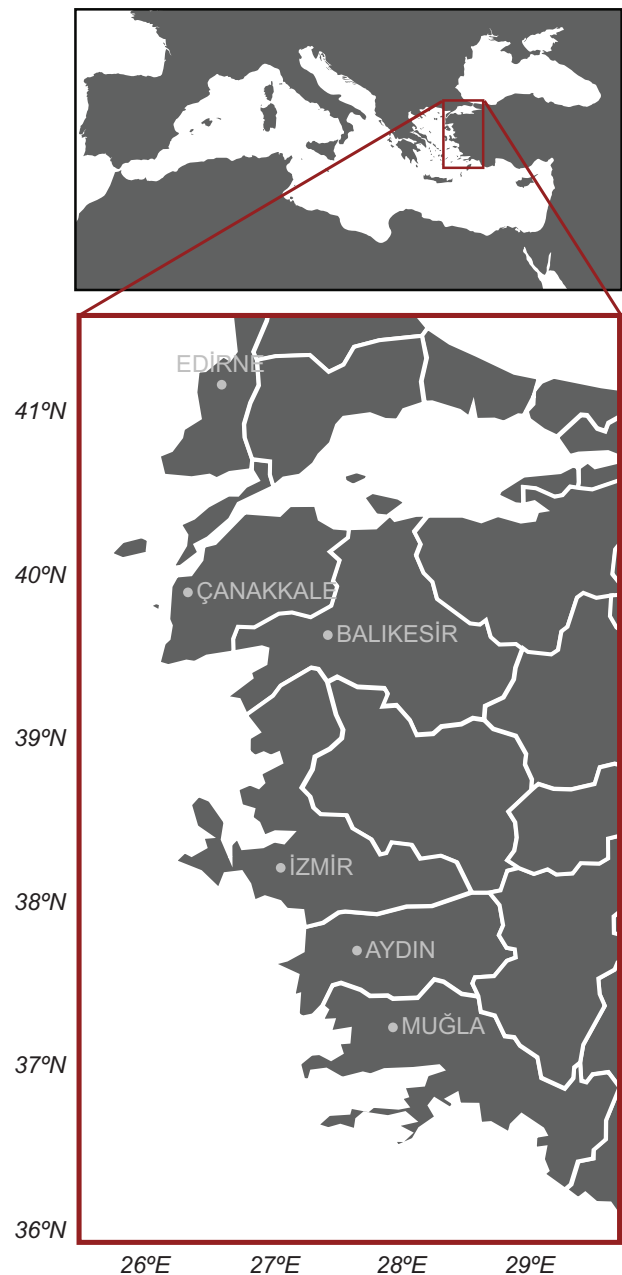 EDİRNE
41ºN
40ºN
ÇANAKKALE
BALIKESİR
39ºN
38ºN
İZMİR
AYDIN
MUĞLA
37ºN
36ºN
26ºE
27ºE
28ºE
29ºE